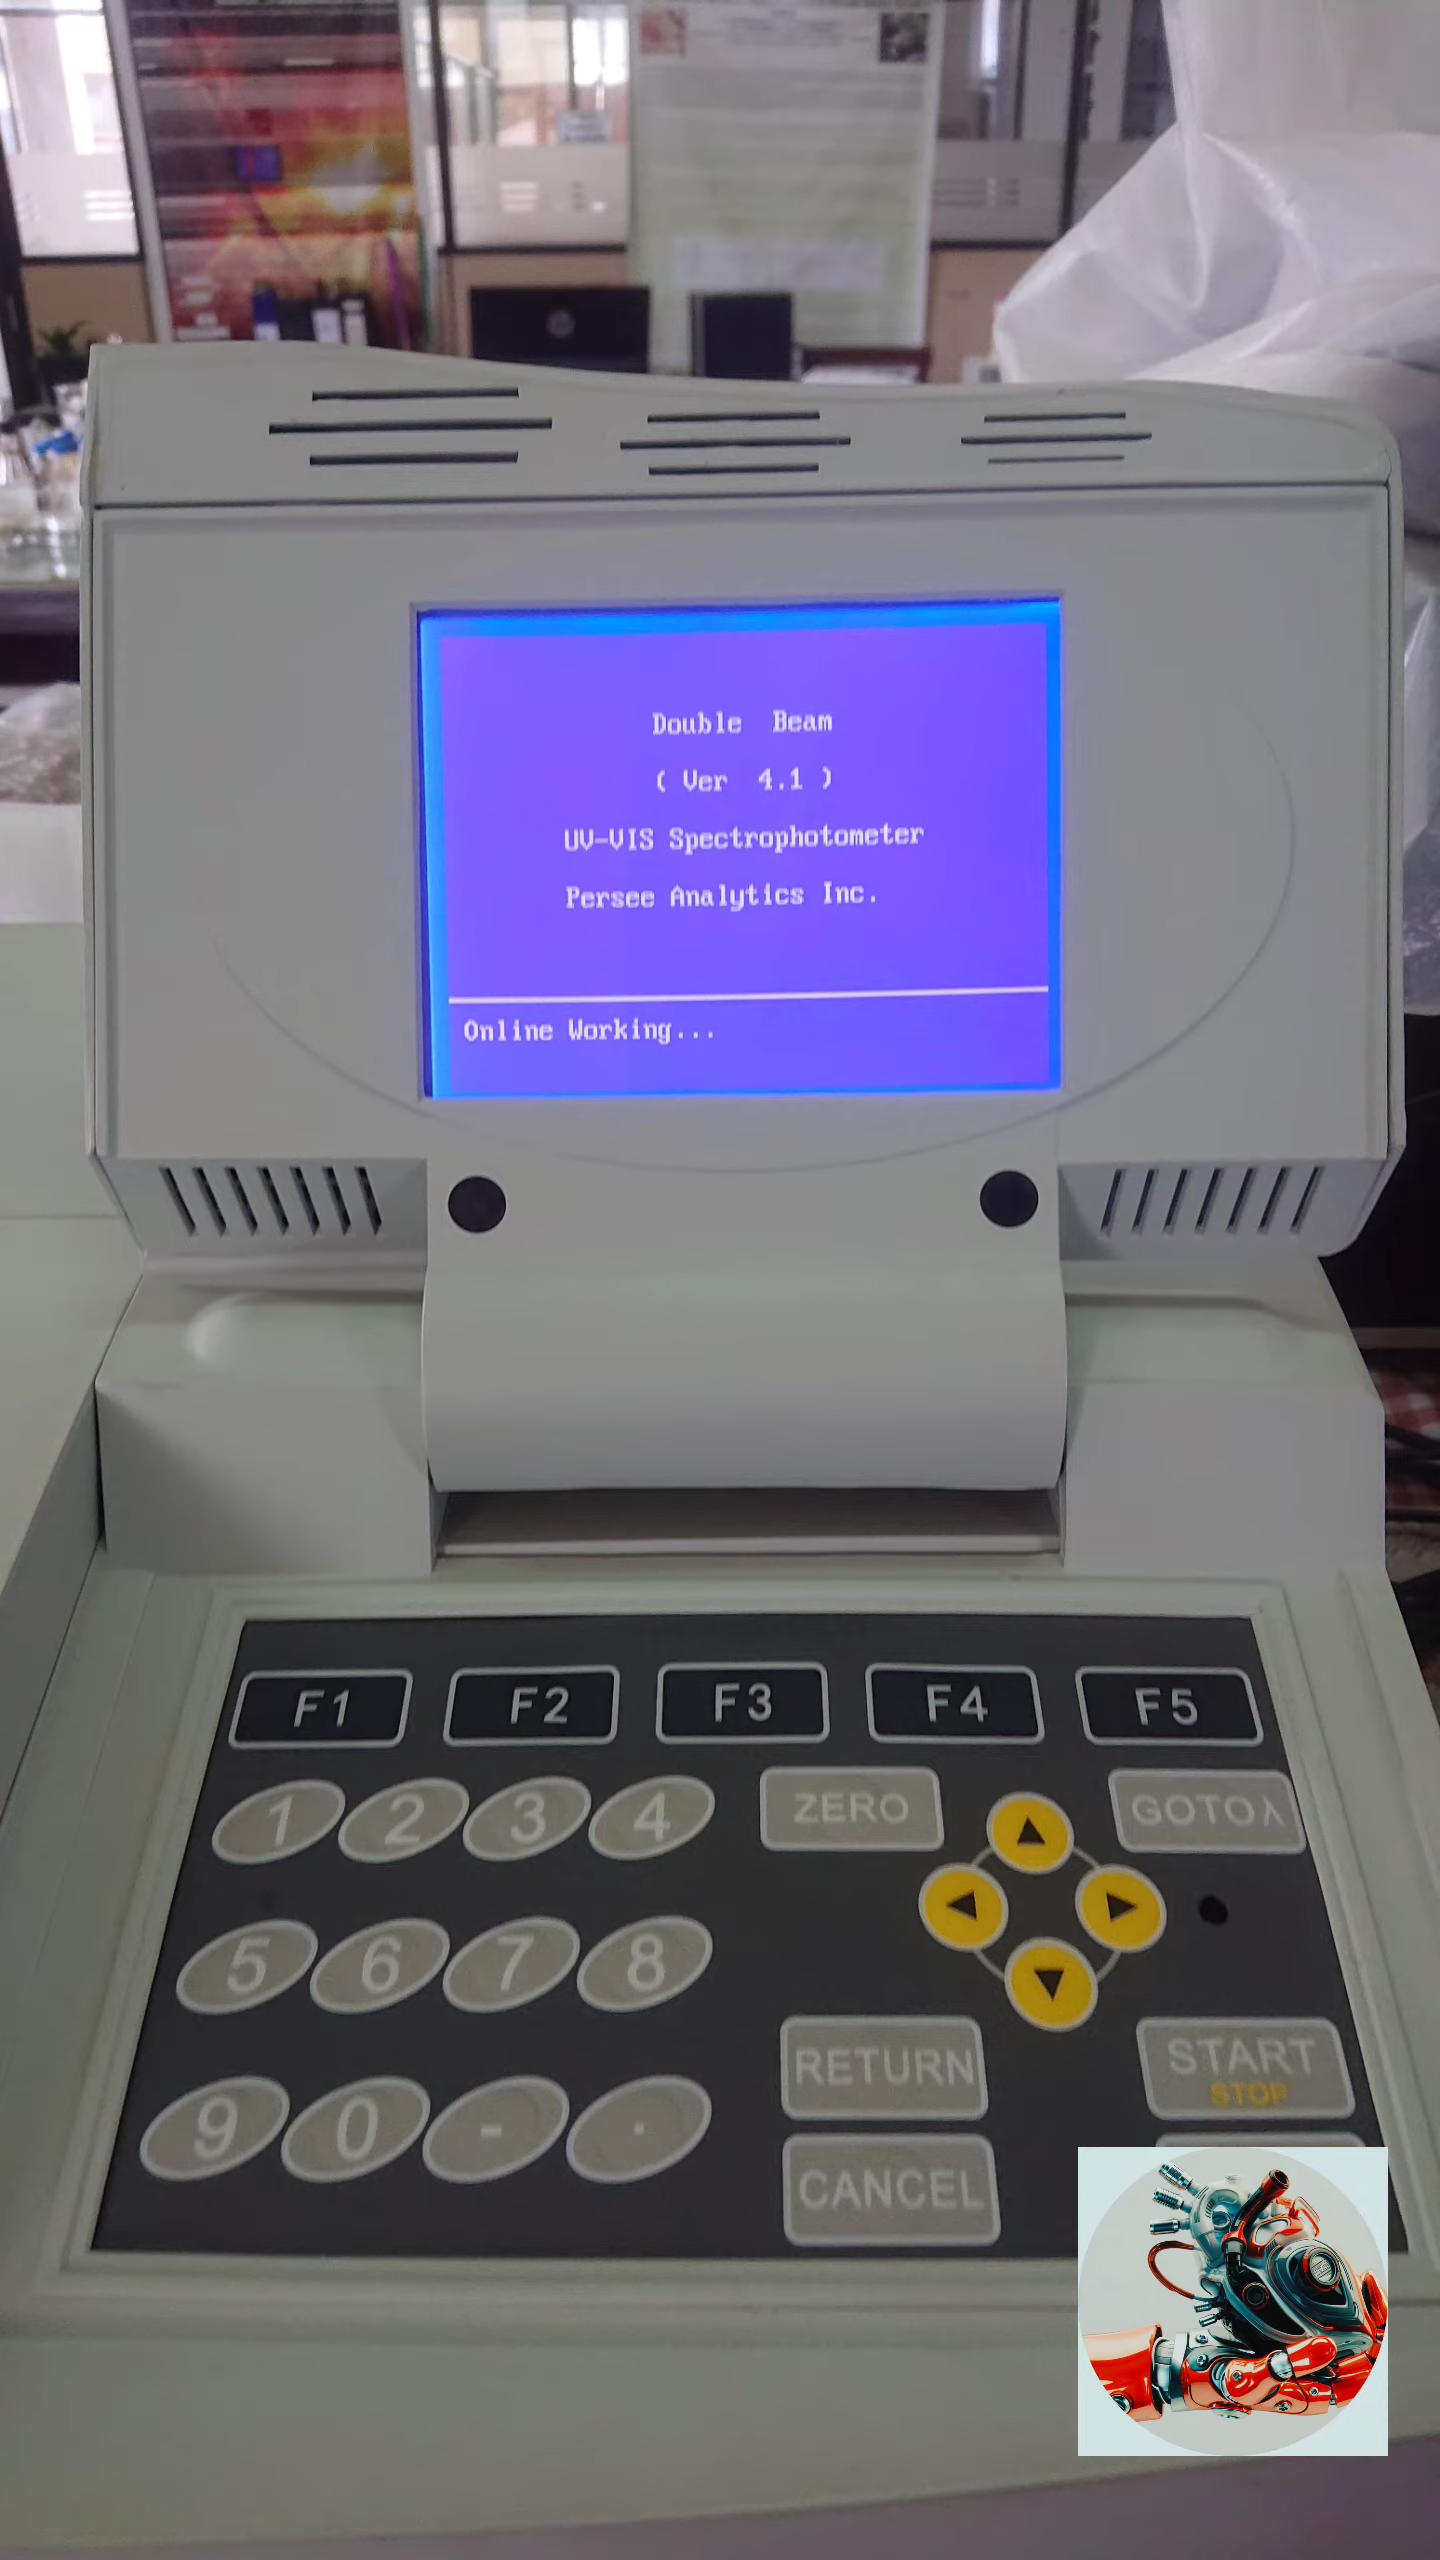 Double Beam
( Ver 4.1 )
UV-VIS Spectrophotometer
Persee Analytics Inc.
Online Working...
F1 F2 F3 F4 F5
1 2 3 4 ZERO GOTOλ
5 6 7 8
RETURN START
STOP
9 0 - .
CANCEL